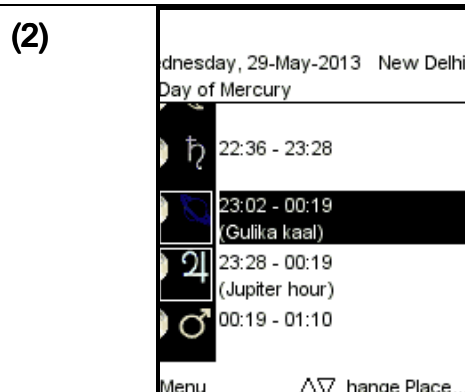 (2)
dnesday, 29-May-2013 New Delhi
Day of Mercury
22:36 - 23:28
23:02 - 00:19
(Gulika kaal)
23:28 - 00:19
(Jupiter hour)
00:19 - 01:10
Menu hange Place